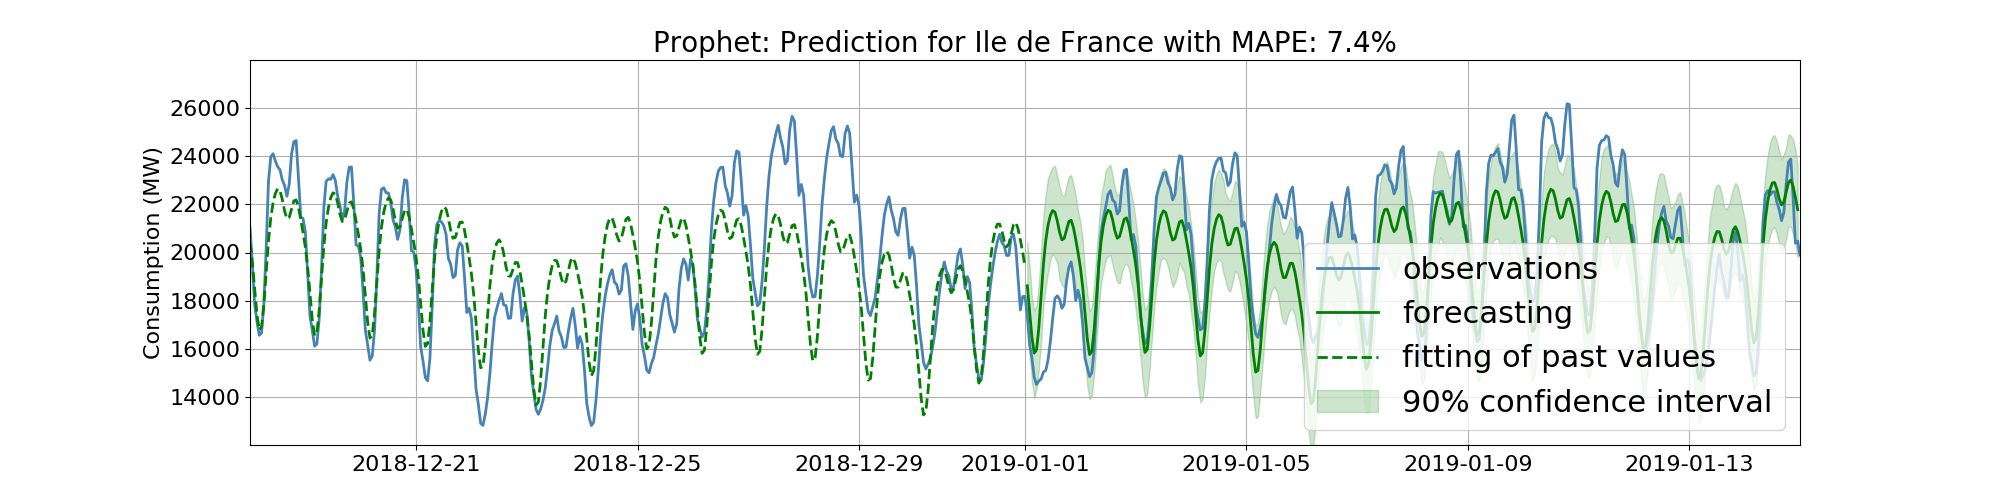 Prophet: Prediction for Ile de France with MAPE: 7.4%
Consumption (MW)
26000
24000
22000
20000
18000
16000
14000
2018-12-21 2018-12-25 2018-12-29 2019-01-01 2019-01-05 2019-01-09 2019-01-13
observations
forecasting
fitting of past values
90% confidence interval